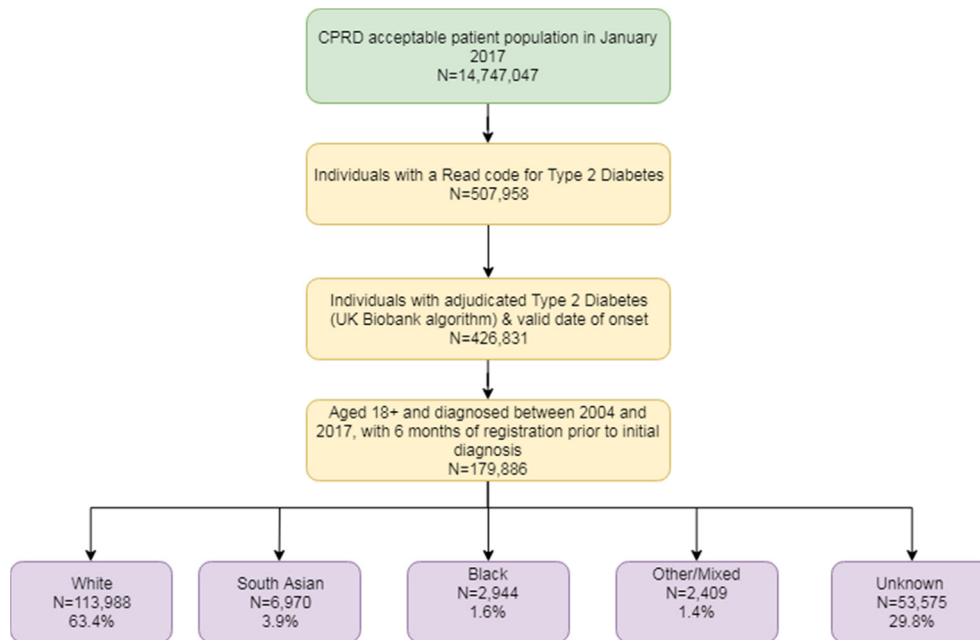 CPRD acceptable patient population in January
2017
N=14,747,047
Individuals with a Read code for Type 2 Diabetes
N=507,958
Individuals with adjudicated Type 2 Diabetes
(UK Biobank algorithm) & valid date of onset
N=426,831
Aged 18+ and diagnosed between 2004 and
2017, with 6 months of registration prior to initial
diagnosis
N=179,886
White
N=113,988
63.4%
South Asian
N=6,970
3.9%
Black
N=2,944
1.6%
Other/Mixed
N=2,409
1.4%
Unknown
N=53,575
29.8%